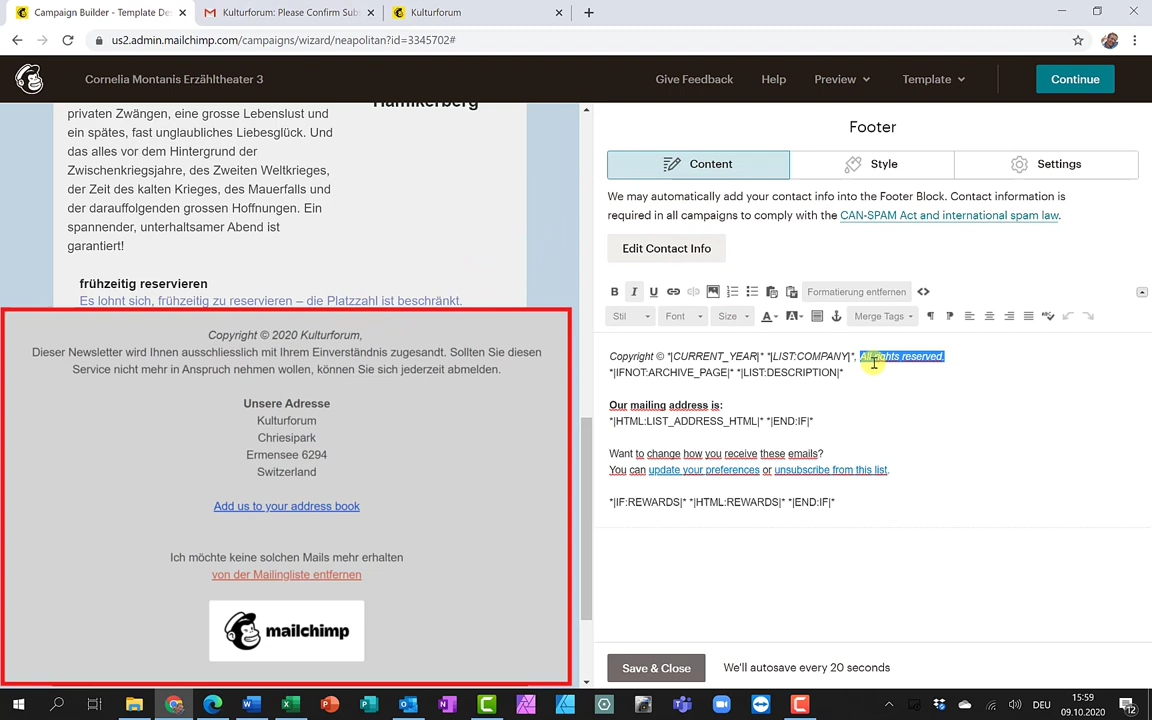 Campaign Builder - Template De
Kulturforum: Please Confirm Sub
Kulturforum
us2.admin.mailchimp.com/campaigns/wizard/neapolitan?id=3345702#
Cornelia Montanis Erzähltheater 3
Give Feedback
Help
Preview
Template
Continue
Hämikerberg
privaten Zwängen, eine grosse Lebenslust und
ein spätes, fast unglaubliches Liebesglück. Und
das alles vor dem Hintergrund der
Zwischenkriegsjahre, des Zweiten Weltkrieges,
der Zeit des kalten Krieges, des Mauerfalls und
der darauffolgenden grossen Hoffnungen. Ein
spannender, unterhaltsamer Abend ist
garantiert!
frühzeitig reservieren
Es lohnt sich, frühzeitig zu reservieren – die Platzzahl ist beschränkt.
Copyright © 2020 Kulturforum,
Dieser Newsletter wird Ihnen ausschliesslich mit Ihrem Einverständnis zugesandt. Sollten Sie diesen
Service nicht mehr in Anspruch nehmen wollen, können Sie sich jederzeit abmelden.
Unsere Adresse
Kulturforum
Chriesipark
Ermensee 6294
Switzerland
Add us to your address book
Ich möchte keine solchen Mails mehr erhalten
von der Mailingliste entfernen
mailchimp
Footer
Content
Style
Settings
We may automatically add your contact info into the Footer Block. Contact information is
required in all campaigns to comply with the CAN-SPAM Act and international spam law.
Edit Contact Info
B I U
Formatierung entfernen
Stil
Font
Size
A
A
Merge Tags
Copyright © *|CURRENT_YEAR|* *|LIST:COMPANY|*, All rights reserved.
*|IFNOT:ARCHIVE_PAGE|* *|LIST:DESCRIPTION|*
Our mailing address is:
*|HTML:LIST_ADDRESS_HTML|* *|END:IF|*
Want to change how you receive these emails?
You can update your preferences or unsubscribe from this list.
*|IF:REWARDS|* *|HTML:REWARDS|* *|END:IF|*
Save & Close
We'll autosave every 20 seconds
DEU
15:59
09.10.2020
12